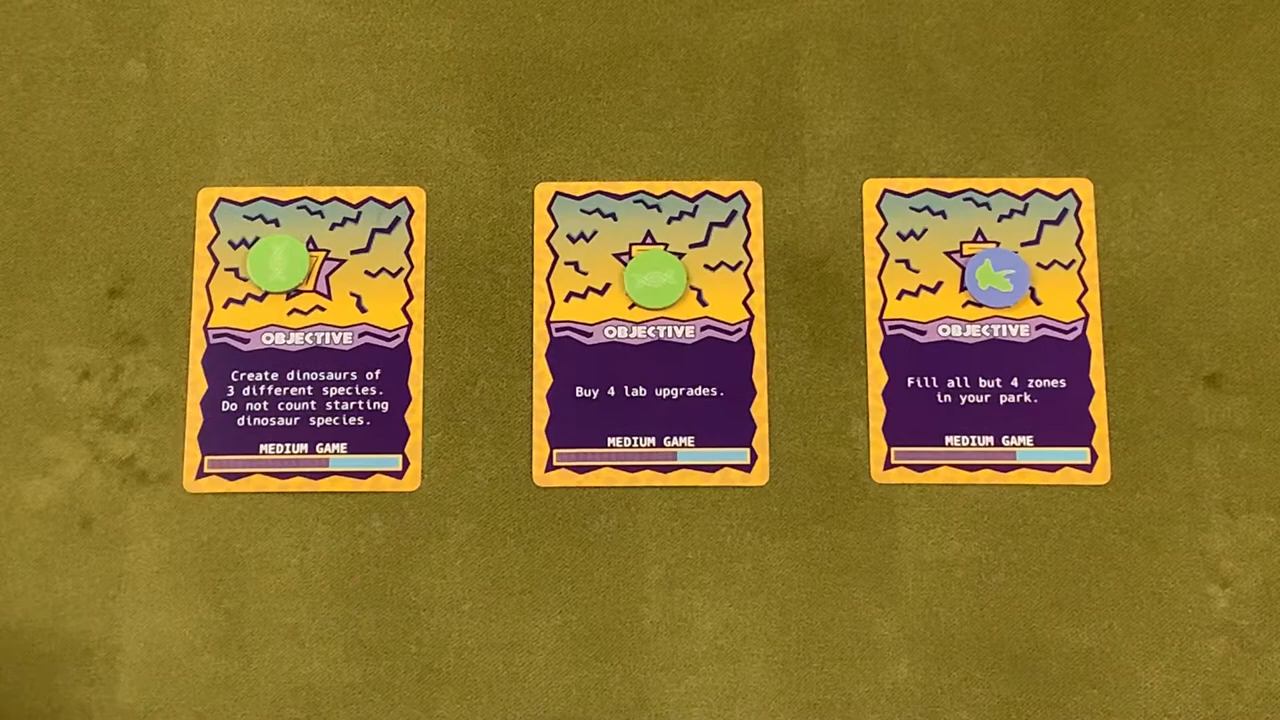 7
OBJECTIVE
Create dinosaurs of
3 different species.
Do not count starting
dinosaur species.
MEDIUM GAME
OBJECTIVE
Buy 4 lab upgrades.
MEDIUM GAME
OBJECTIVE
Fill all but 4 zones
in your park.
MEDIUM GAME